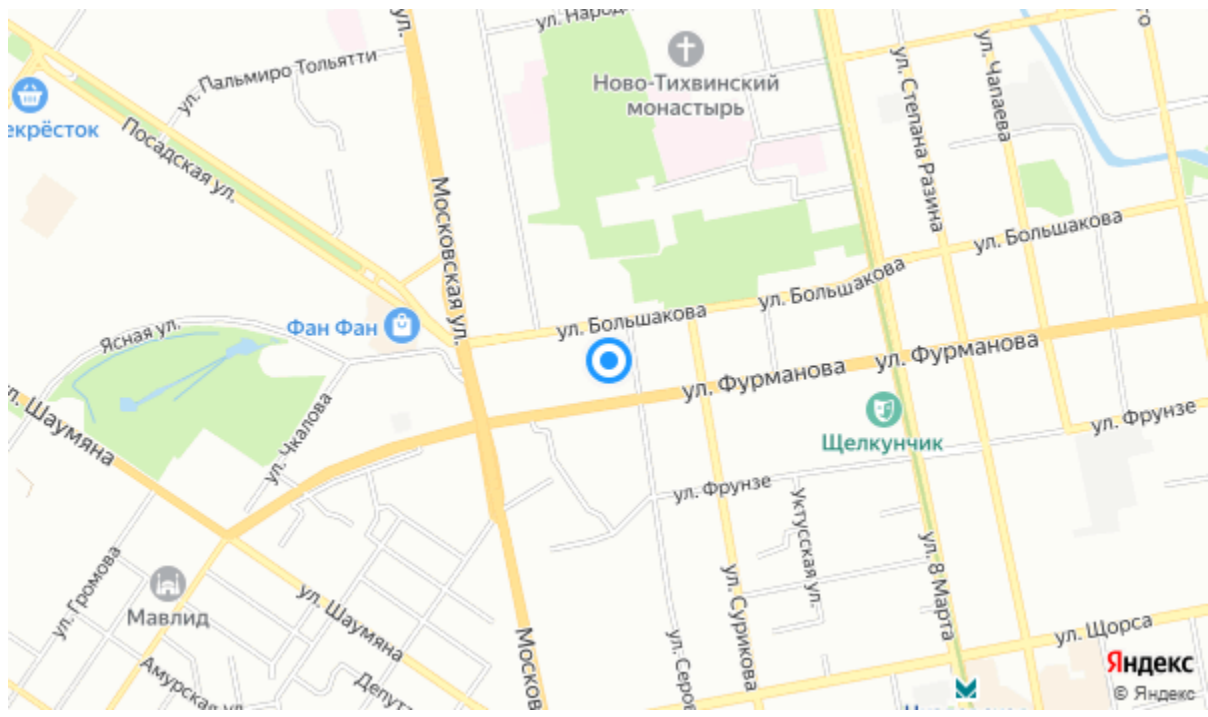 ул. Народ
ул.
ул. Пальмиро Тольятти
Ново-Тихвинский
монастырь
ул. Степана Разина
ул. Чапаева
екрёсток
Посадская ул.
Московская ул.
ул. Большакова
ул. Большакова
ул. Большакова
Фан Фан
Ясная ул.
ул. Фурманова
ул. Фурманова
ул. Шаумяна
ул. Чкалова
Щелкунчик
ул. Фрунзе
ул. Фрунзе
Уктусская ул.
ул. 8 Марта
ул. Громова
Мавлид
ул. Шаумяна
ул. Сурикова
ул. Щорса
Московс
ул. Серов
Амурская ул.
Депута
Яндекс
© Яндекс